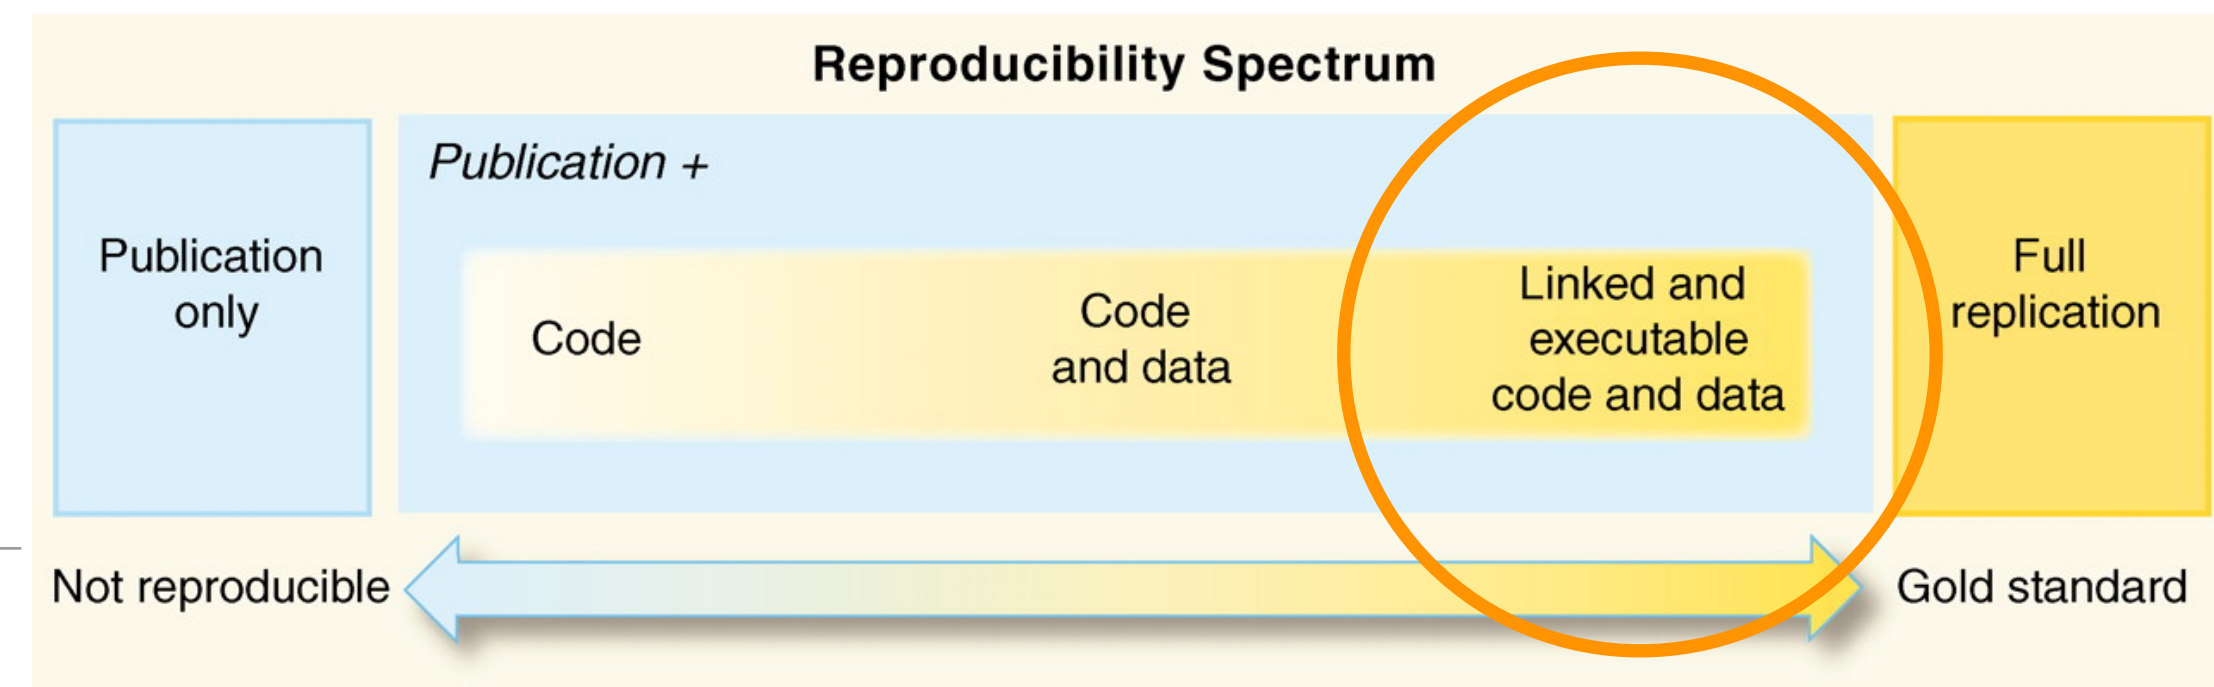 Reproducibility Spectrum
Publication
only
Publication +
Code
Code
and data
Linked and
executable
code and data
Full
replication
Not reproducible
Gold standard